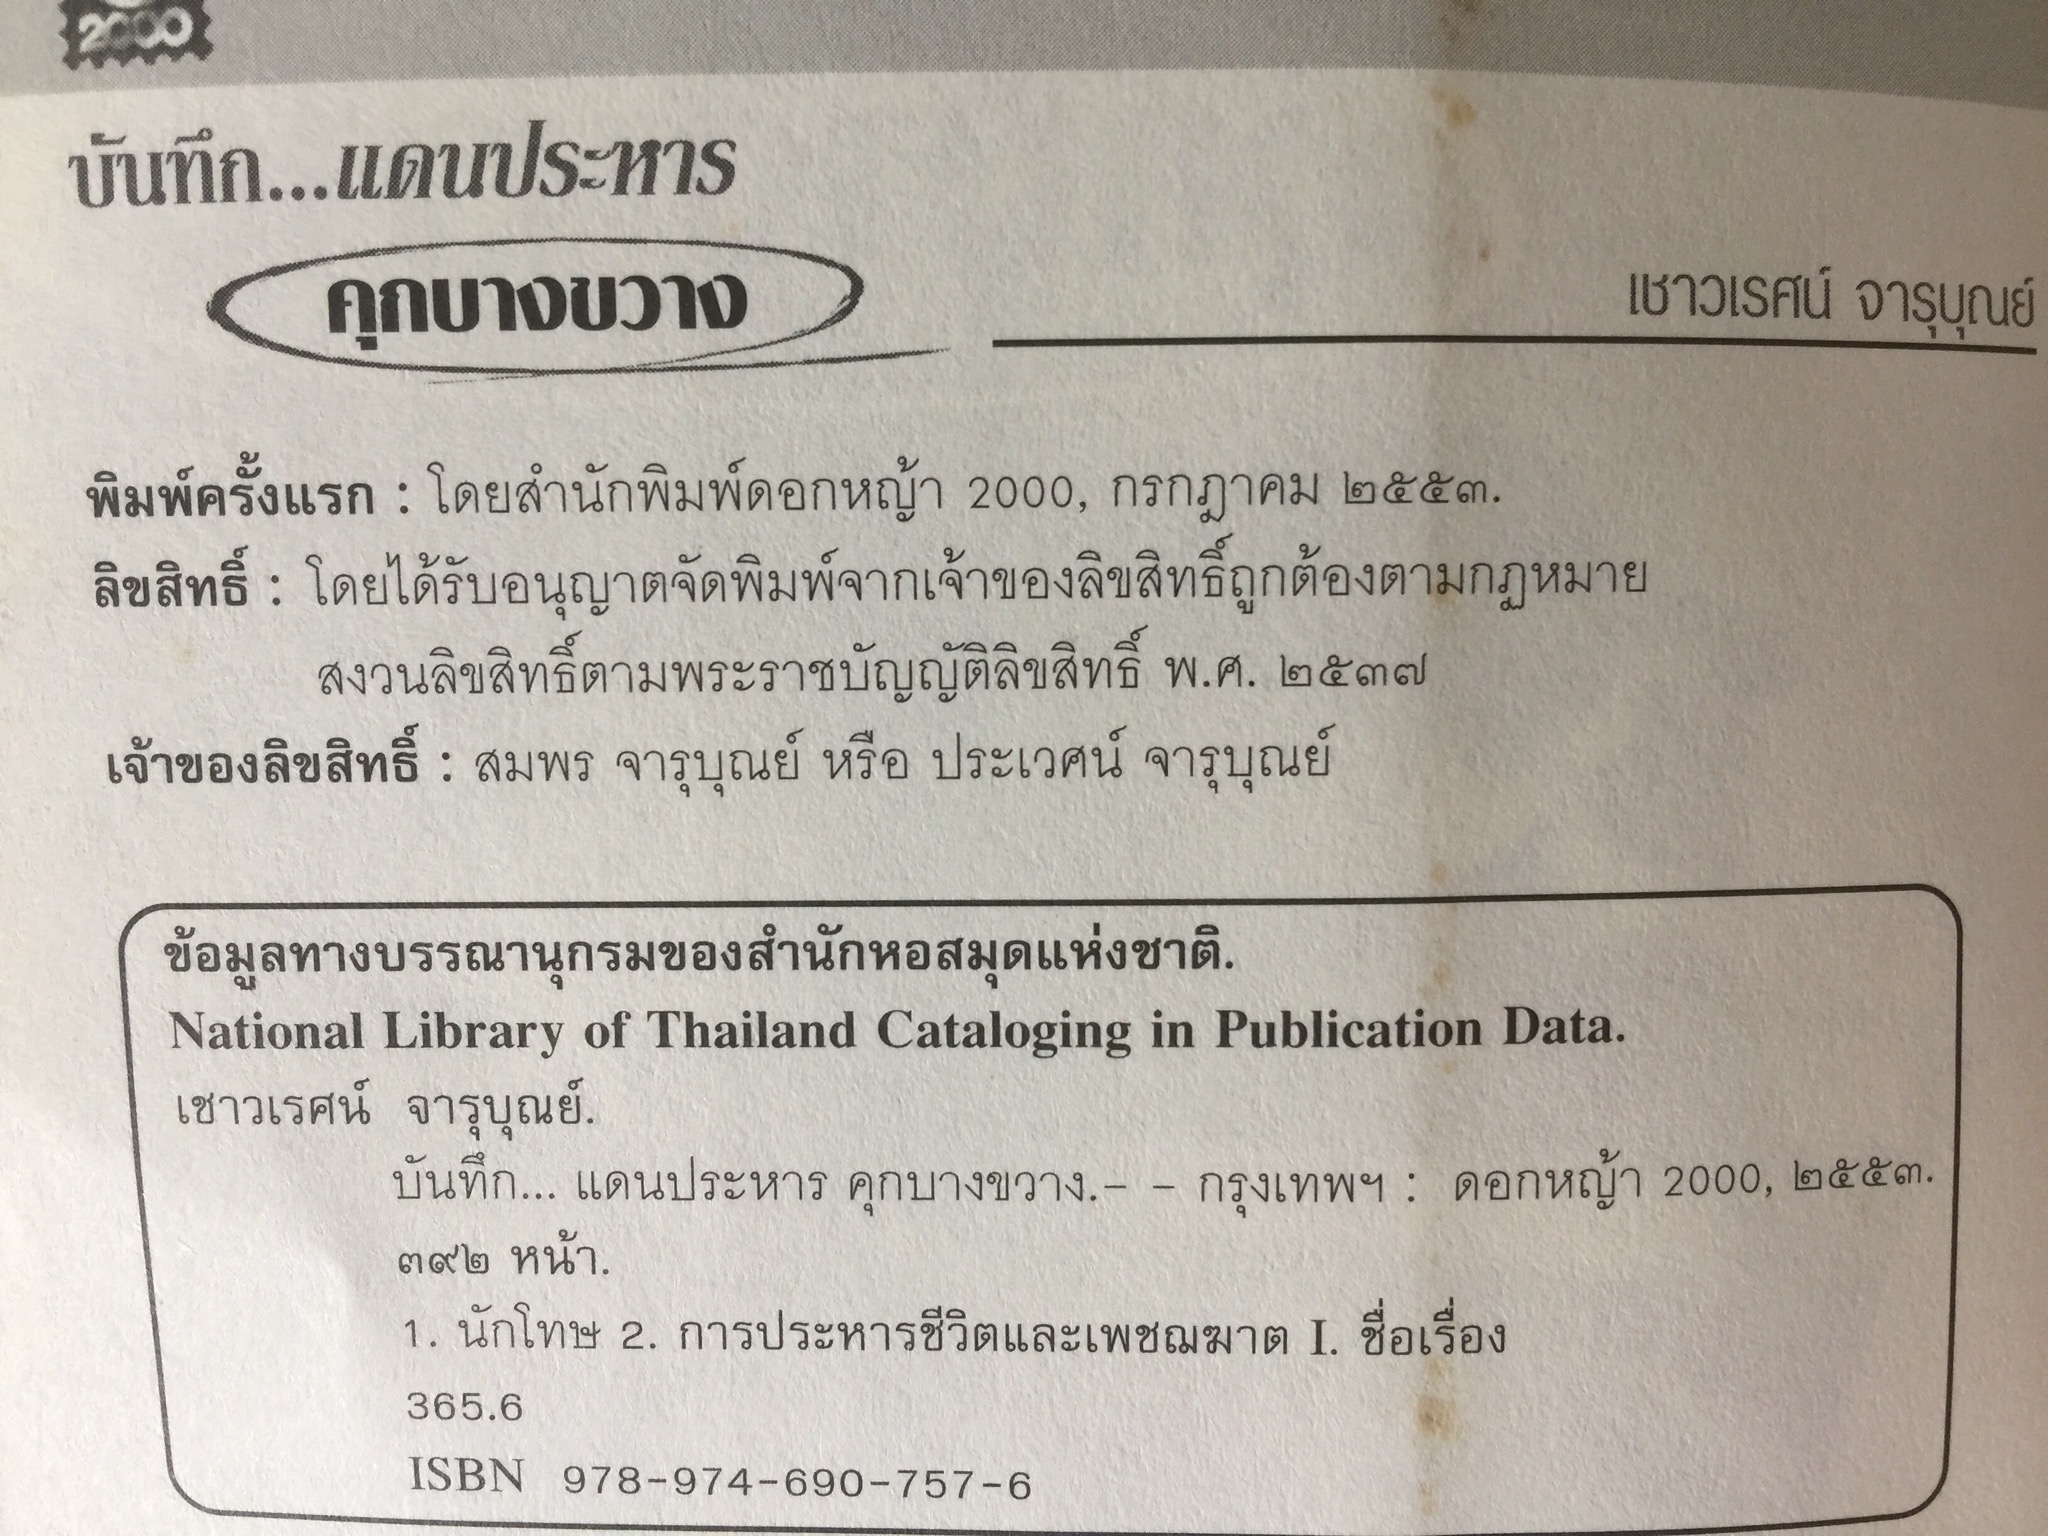 2000
บันทึก...แดนประหาร
คุกบางขวาง
เชาวเรศน์ จารุบุณย์
พิมพ์ครั้งแรก : โดยสำนักพิมพ์ดอกหญ้า 2000, กรกฎาคม ๒๕๕๓.
ลิขสิทธิ์ : โดยได้รับอนุญาตจัดพิมพ์จากเจ้าของลิขสิทธิ์ถูกต้องตามกฏหมาย
สงวนลิขสิทธิ์ตามพระราชบัญญัติลิขสิทธิ์ พ.ศ. ๒๕๓๗
เจ้าของลิขสิทธิ์ : สมพร จารุบุณย์ หรือ ประเวศน์ จารุบุณย์
ข้อมูลทางบรรณานุกรมของสำนักหอสมุดแห่งชาติ.
National Library of Thailand Cataloging in Publication Data.
เชาวเรศน์ จารุบุณย์.
บันทึก... แดนประหาร คุกบางขวาง.- - กรุงเทพฯ : ดอกหญ้า 2000, ๒๕๕๓.
๓๙๒ หน้า.
1. นักโทษ 2. การประหารชีวิตและเพชฌฆาต I. ชื่อเรื่อง
365.6
ISBN 978-974-690-757-6